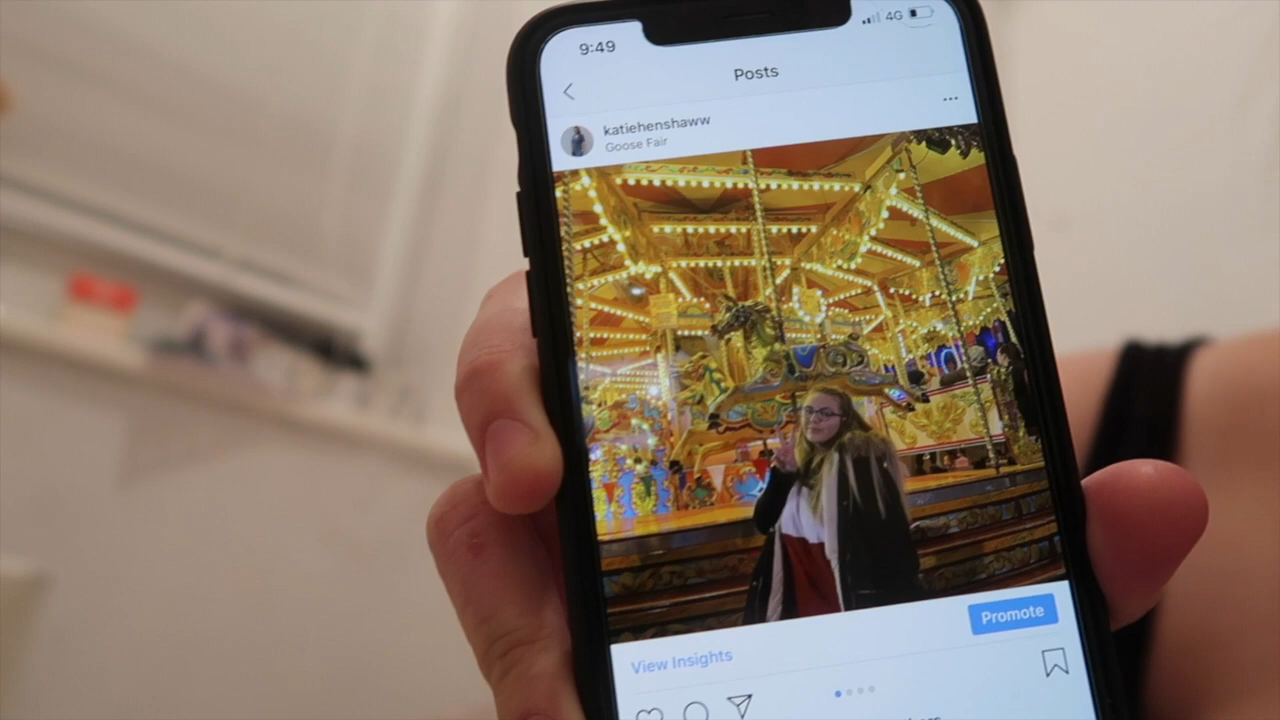 9:49
4G
Posts
katiehenshaww
Goose Fair
Promote
View Insights